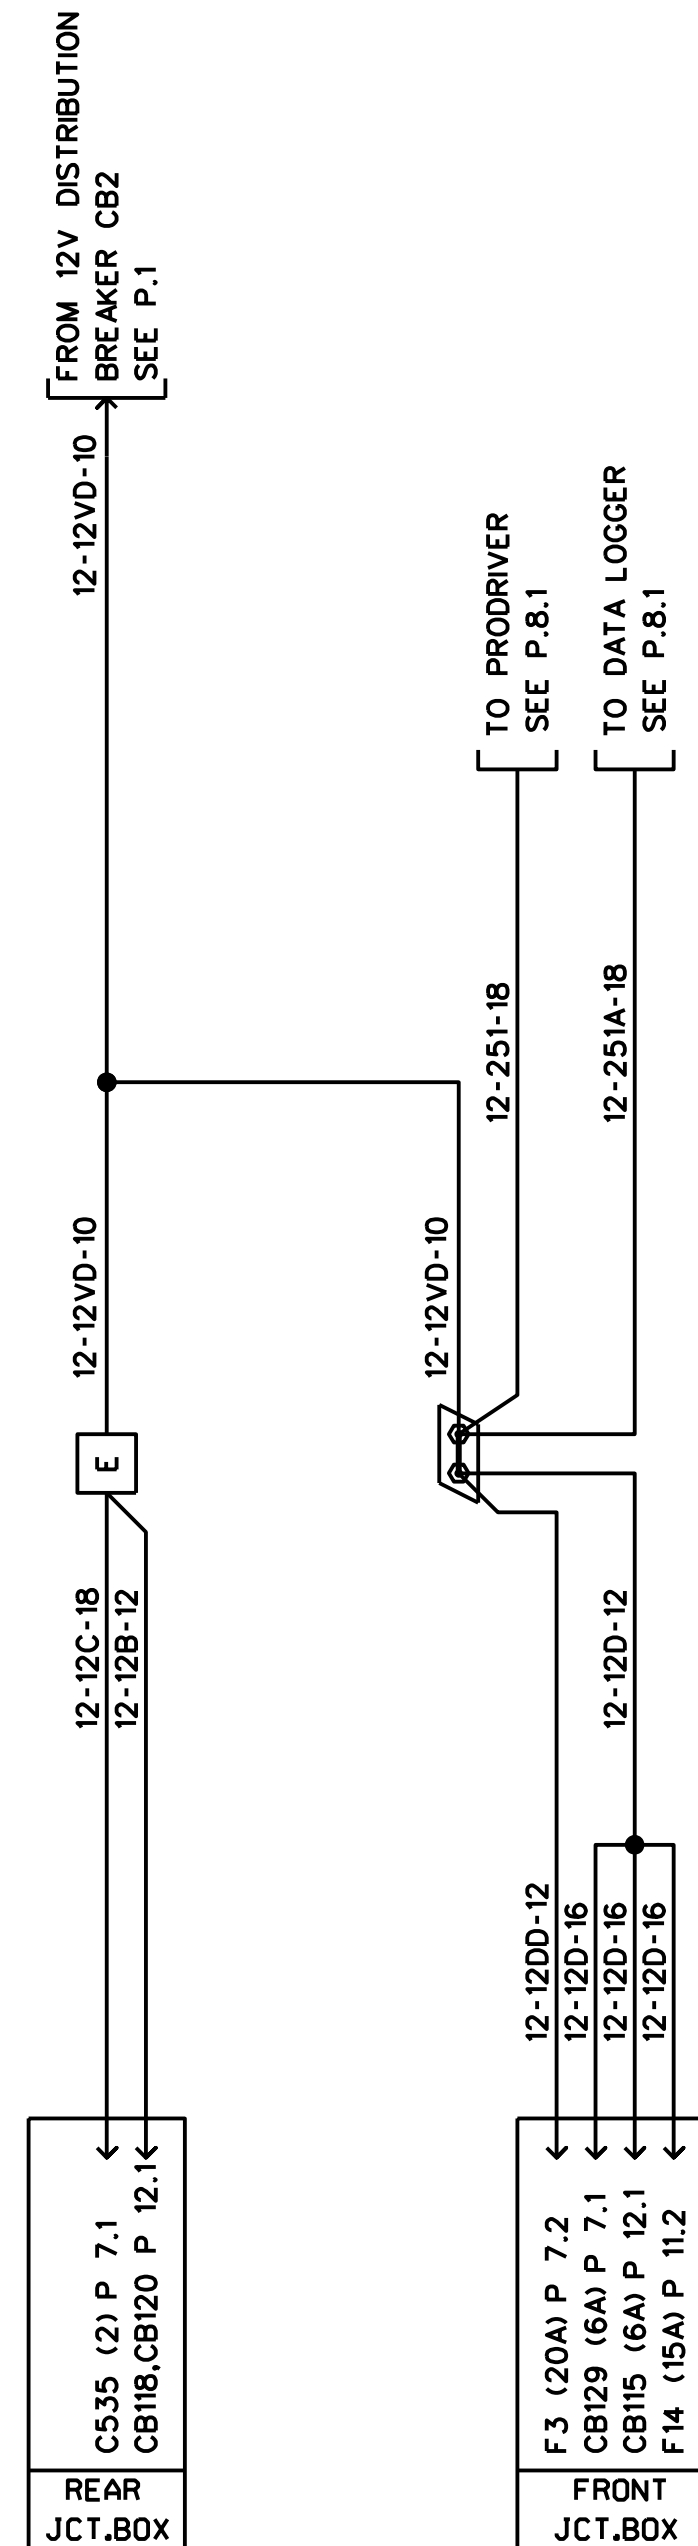 FROM 12V DISTRIBUTION
BREAKER CB2
SEE P.1
12-12VD-10
TO PRODRIVER
SEE P.8.1
TO DATA LOGGER
SEE P.8.1
12-251-18
12-251A-18
12-12VD-10
12-12VD-10
E
12-12C-18
12-12B-12
12-12D-12
12-12DD-12
12-12D-16
12-12D-16
12-12D-16
C535 (2) P 7.1
CB118,CB120 P 12.1
F3 (20A) P 7.2
CB129 (6A) P 7.1
CB115 (6A) P 12.1
F14 (15A) P 11.2
REAR
JCT.BOX
FRONT
JCT.BOX